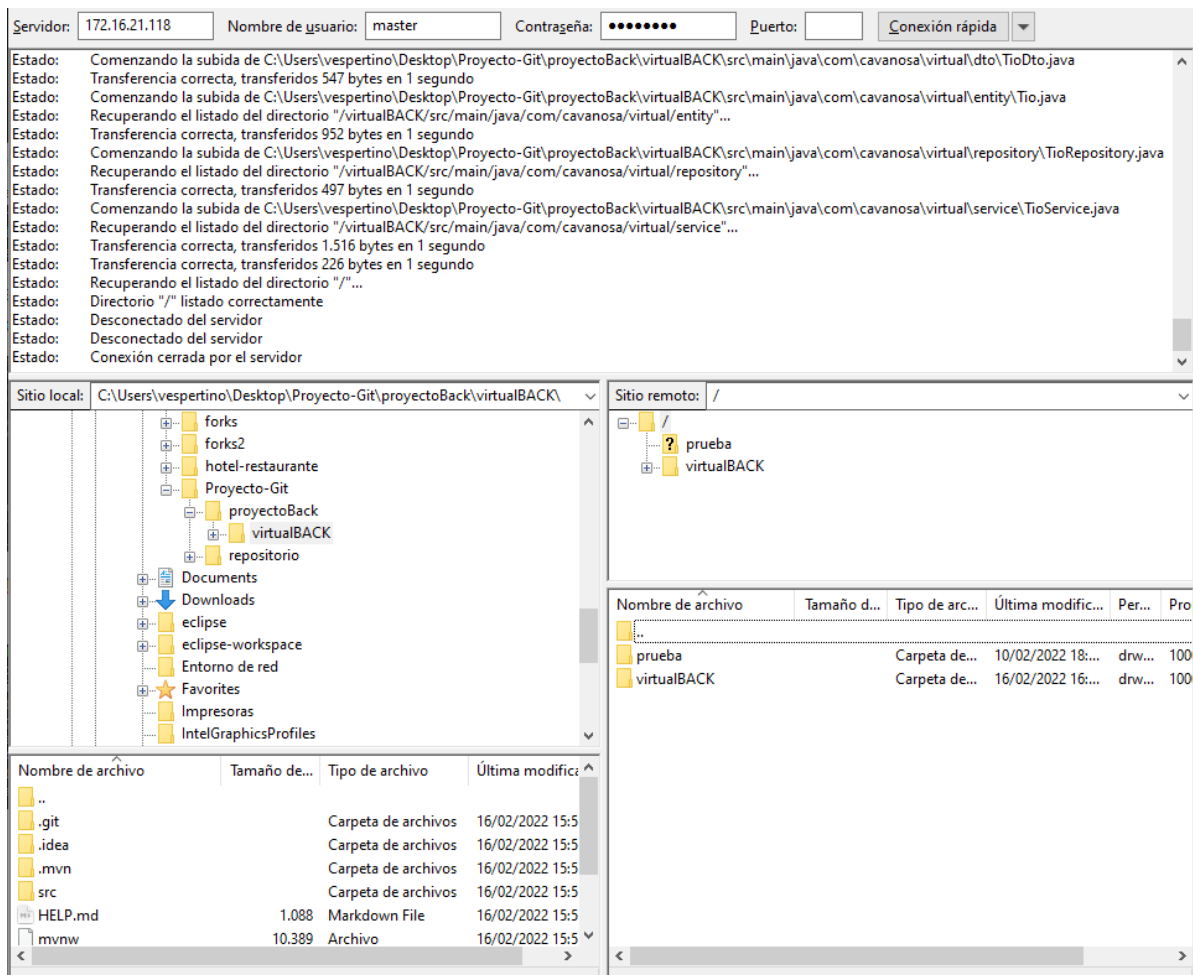 Servidor: 172.16.21.118 Nombre de usuario: master Contraseña: ●●●●●●●● Puerto: Conexión rápida
Estado: Comenzando la subida de C:\Users\vespertino\Desktop\Proyecto-Git\proyectoBack\virtualBACK\src\main\java\com\cavanosa\virtual\dto\TioDto.java
Estado: Transferencia correcta, transferidos 547 bytes en 1 segundo
Estado: Comenzando la subida de C:\Users\vespertino\Desktop\Proyecto-Git\proyectoBack\virtualBACK\src\main\java\com\cavanosa\virtual\entity\Tio.java
Estado: Recuperando el listado del directorio "/virtualBACK/src/main/java/com/cavanosa/virtual/entity"...
Estado: Transferencia correcta, transferidos 952 bytes en 1 segundo
Estado: Comenzando la subida de C:\Users\vespertino\Desktop\Proyecto-Git\proyectoBack\virtualBACK\src\main\java\com\cavanosa\virtual\repository\TioRepository.java
Estado: Recuperando el listado del directorio "/virtualBACK/src/main/java/com/cavanosa/virtual/repository"...
Estado: Transferencia correcta, transferidos 497 bytes en 1 segundo
Estado: Comenzando la subida de C:\Users\vespertino\Desktop\Proyecto-Git\proyectoBack\virtualBACK\src\main\java\com\cavanosa\virtual\service\TioService.java
Estado: Recuperando el listado del directorio "/virtualBACK/src/main/java/com/cavanosa/virtual/service"...
Estado: Transferencia correcta, transferidos 1.516 bytes en 1 segundo
Estado: Transferencia correcta, transferidos 226 bytes en 1 segundo
Estado: Recuperando el listado del directorio "/"...
Estado: Directorio "/" listado correctamente
Estado: Desconectado del servidor
Estado: Desconectado del servidor
Estado: Conexión cerrada por el servidor
Sitio local: C:\Users\vespertino\Desktop\Proyecto-Git\proyectoBack\virtualBACK\
forks
forks2
hotel-restaurante
Proyecto-Git
proyectoBack
virtualBACK
repositorio
Documents
Downloads
eclipse
eclipse-workspace
Entorno de red
Favorites
Impresoras
IntelGraphicsProfiles
Nombre de archivo Tamaño de... Tipo de archivo Última modifica
..
.git Carpeta de archivos 16/02/2022 15:5
.idea Carpeta de archivos 16/02/2022 15:5
.mvn Carpeta de archivos 16/02/2022 15:5
src Carpeta de archivos 16/02/2022 15:5
HELP.md 1.088 Markdown File 16/02/2022 15:5
mvnw 10.389 Archivo 16/02/2022 15:5
Sitio remoto: /
/
? prueba
virtualBACK
Nombre de archivo Tamaño d... Tipo de arc... Última modific... Per... Pro
..
prueba Carpeta de... 10/02/2022 18:... drw... 100
virtualBACK Carpeta de... 16/02/2022 16:... drw... 100